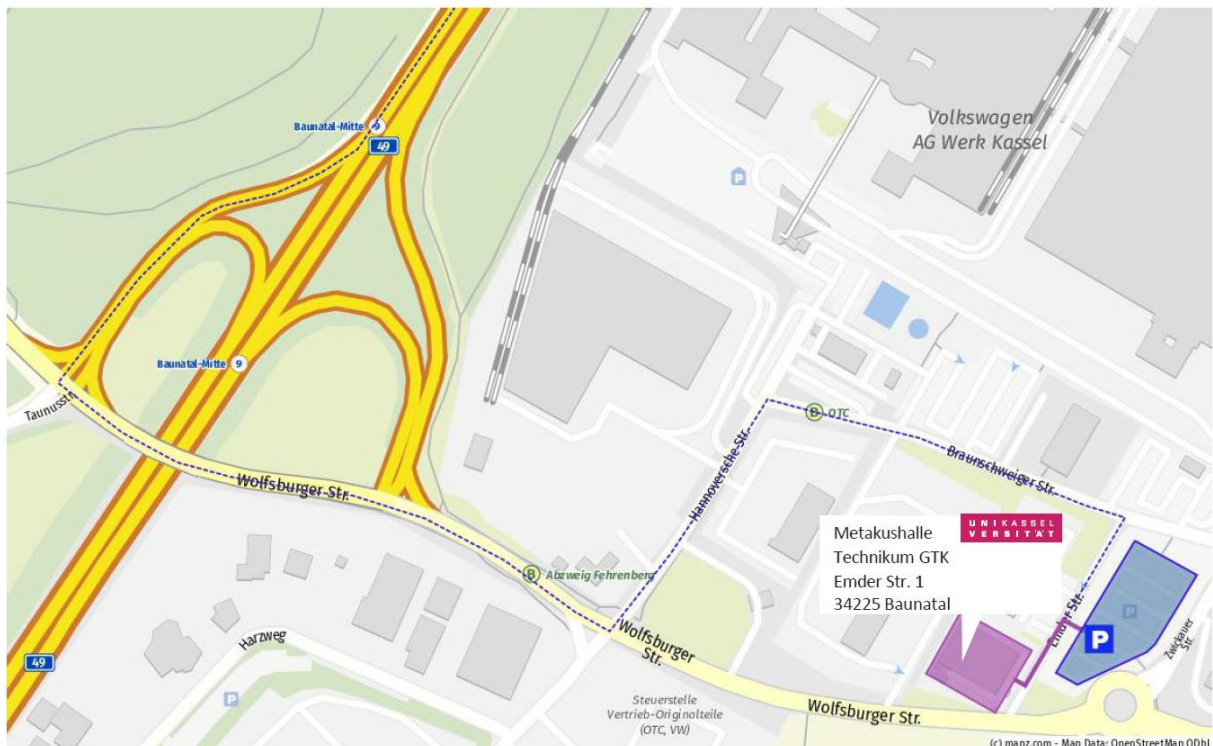 Baunatal-Mitte 9
49
Volkswagen
AG Werk Kassel
Baunatal-Mitte 9
Taunusstr.
Wolfsburger Str.
Hannoversche Str.
B OTC
Braunschweiger Str.
Metakushalle
Technikum GTK
Emder Str. 1
34225 Baunatal
UNIKASSEL
VERSITÄT
B Abzweig Fehrenberg
Emder Str.
P
P
P
Zwickauer
Str.
Harzweg
Wolfsburger
Str.
49
P
Steuerstelle
Vertrieb-Originalteile
(OTC, VW)
Wolfsburger Str.
(c) mapz.com - Map Data: OpenStreetMap ODbL